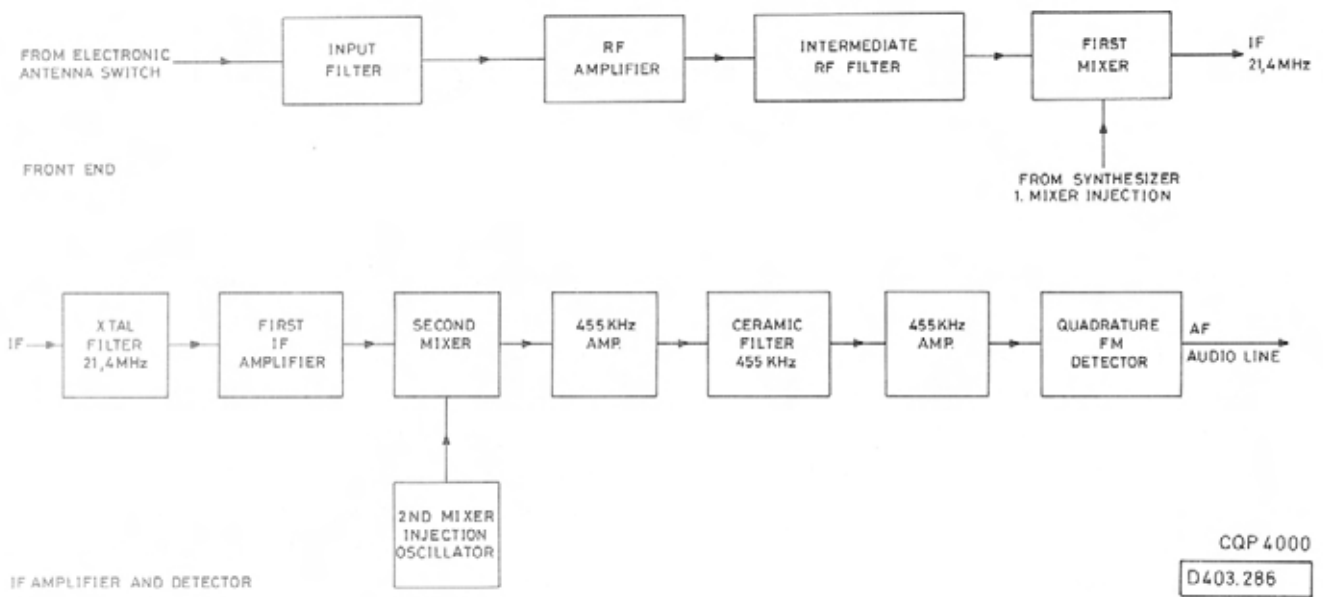 FROM ELECTRONIC
ANTENNA SWITCH
INPUT
FILTER
RF
AMPLIFIER
INTERMEDIATE
RF FILTER
FIRST
MIXER
IF
21,4MHz
FRONT END
FROM SYNTHESIZER
1. MIXER INJECTION
IF
XTAL
FILTER
21,4MHz
FIRST
IF
AMPLIFIER
SECOND
MIXER
455KHz
AMP.
CERAMIC
FILTER
455 KHz
455KHz
AMP.
QUADRATURE
FM
DETECTOR
AF
AUDIO LINE
2ND MIXER
INJECTION
OSCILLATOR
IF AMPLIFIER AND DETECTOR
CQP 4000
D403.286